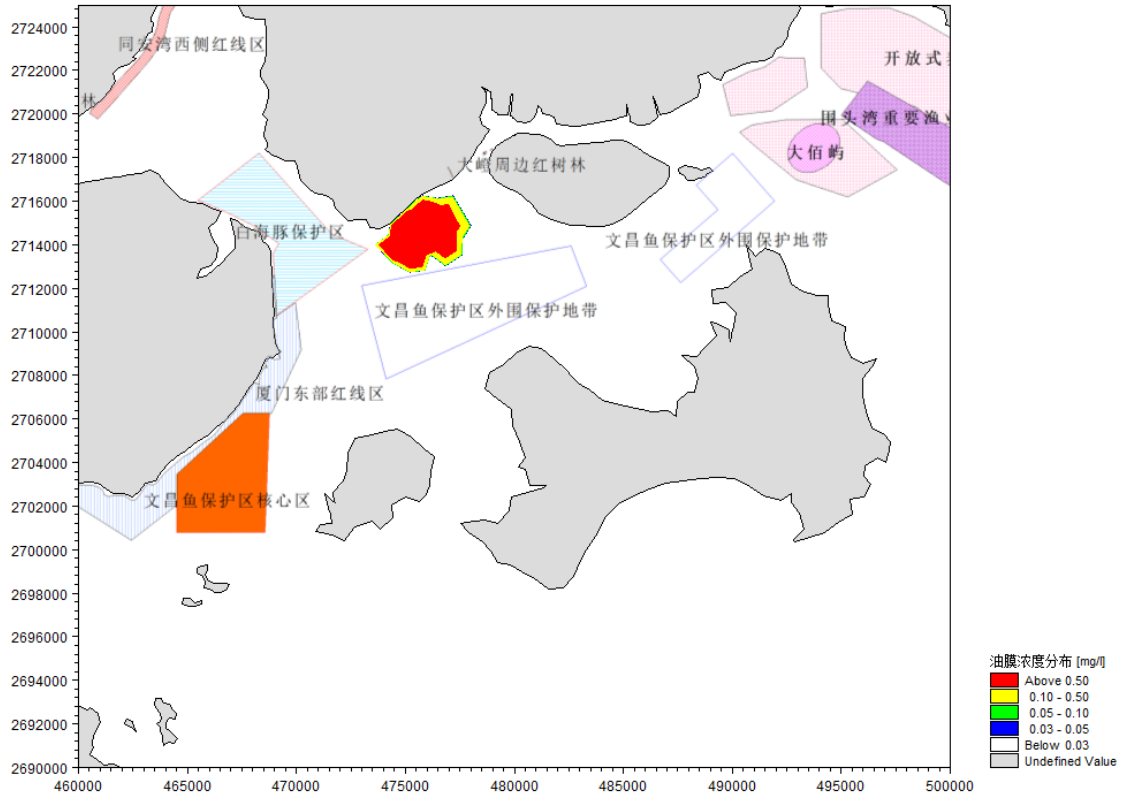 2724000
2722000
2720000
2718000
2716000
2714000
2712000
2710000
2708000
2706000
2704000
2702000
2700000
2698000
2696000
2694000
2692000
2690000
460000 465000 470000 475000 480000 485000 490000 495000 500000
同安湾西侧红线区
林
开放式
围头湾重要渔
大佰屿
大嶝周边红树林
白海豚保护区
文昌鱼保护区外围保护地带
文昌鱼保护区外围保护地带
厦门东部红线区
文昌鱼保护区核心区
油膜浓度分布 [mg/l]
Above 0.50
0.10 - 0.50
0.05 - 0.10
0.03 - 0.05
Below 0.03
Undefined Value